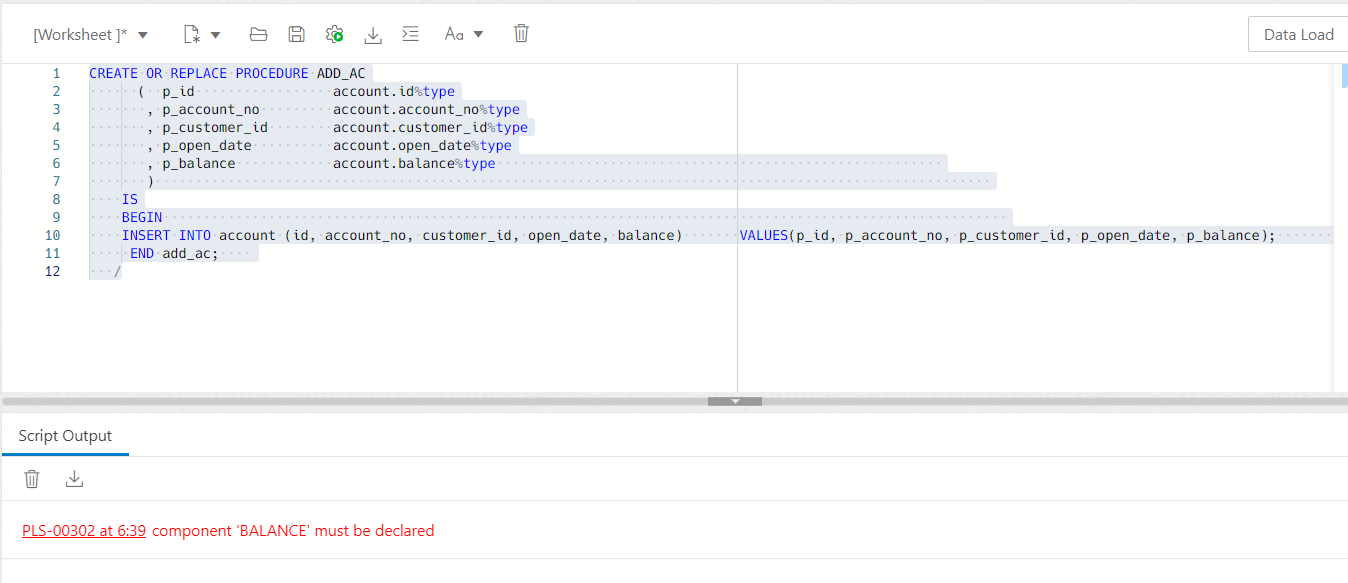 [Worksheet ]*
Aa
Data Load
1 CREATE OR REPLACE PROCEDURE ADD_AC
2 ( p_id account.id%type
3 , p_account_no account.account_no%type
4 , p_customer_id account.customer_id%type
5 , p_open_date account.open_date%type
6 , p_balance account.balance%type
7 )
8 IS
9 BEGIN
10 INSERT INTO account (id, account_no, customer_id, open_date, balance) VALUES(p_id, p_account_no, p_customer_id, p_open_date, p_balance);
11 END add_ac;
12 /
Script Output
PLS-00302 at 6:39 component 'BALANCE' must be declared